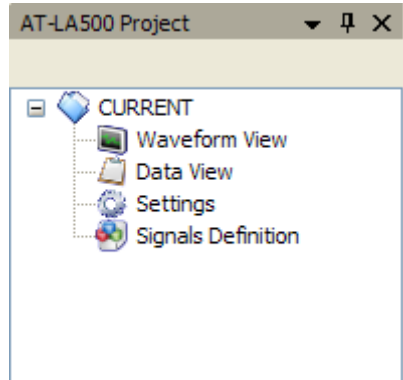 AT-LA500 Project
CURRENT
Waveform View
Data View
Settings
Signals Definition